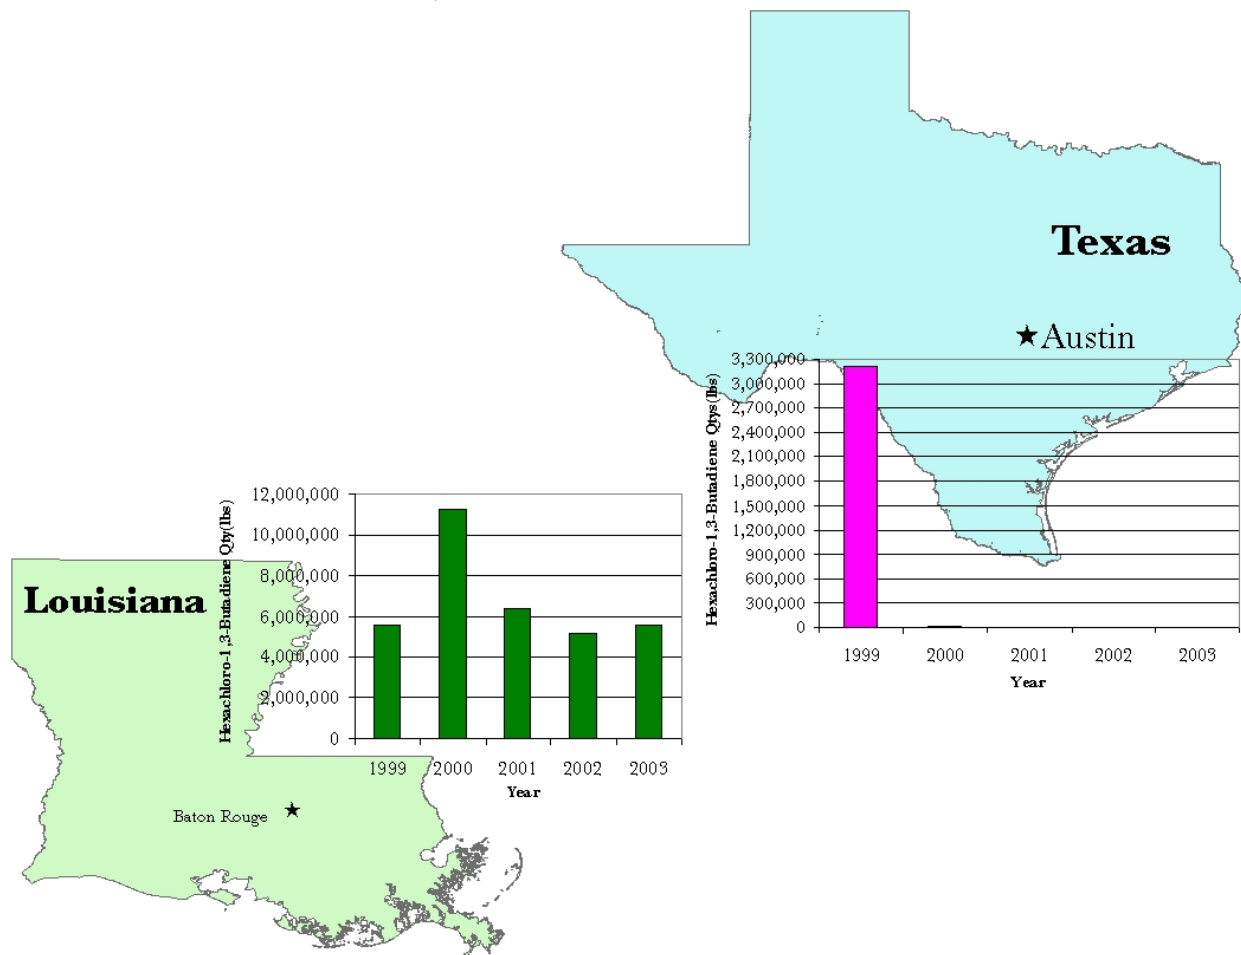 Texas
Austin
Hexachloro-1,3-Butadiene Qtys(lbs)
3,300,000
3,000,000
2,700,000
2,400,000
2,100,000
1,800,000
1,500,000
1,200,000
900,000
600,000
300,000
0
1999 2000 2001 2002 2003
Year
Louisiana
Baton Rouge
Hexachloro-1,3-Butadiene Qty(lbs)
12,000,000
10,000,000
8,000,000
6,000,000
4,000,000
2,000,000
0
1999 2000 2001 2002 2003
Year